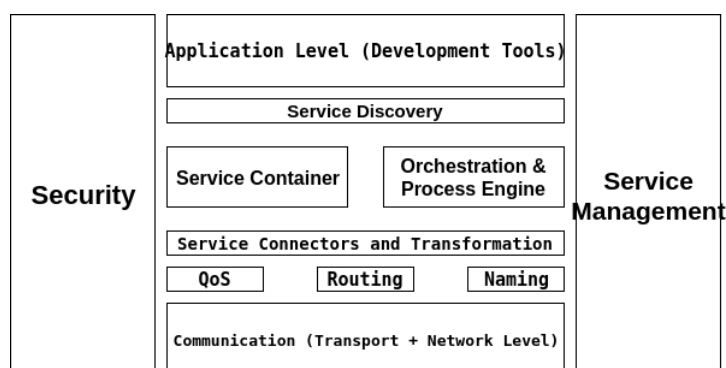 Application Level (Development Tools)
Service Discovery
Security
Service Container
Orchestration &
Process Engine
Service
Management
Service Connectors and Transformation
QoS
Routing
Naming
Communication (Transport + Network Level)